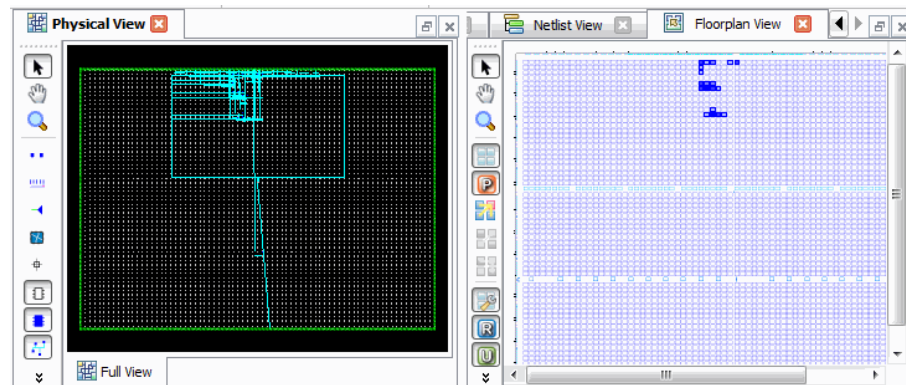 Physical View
Netlist View
Floorplan View
P
R
U
Full View